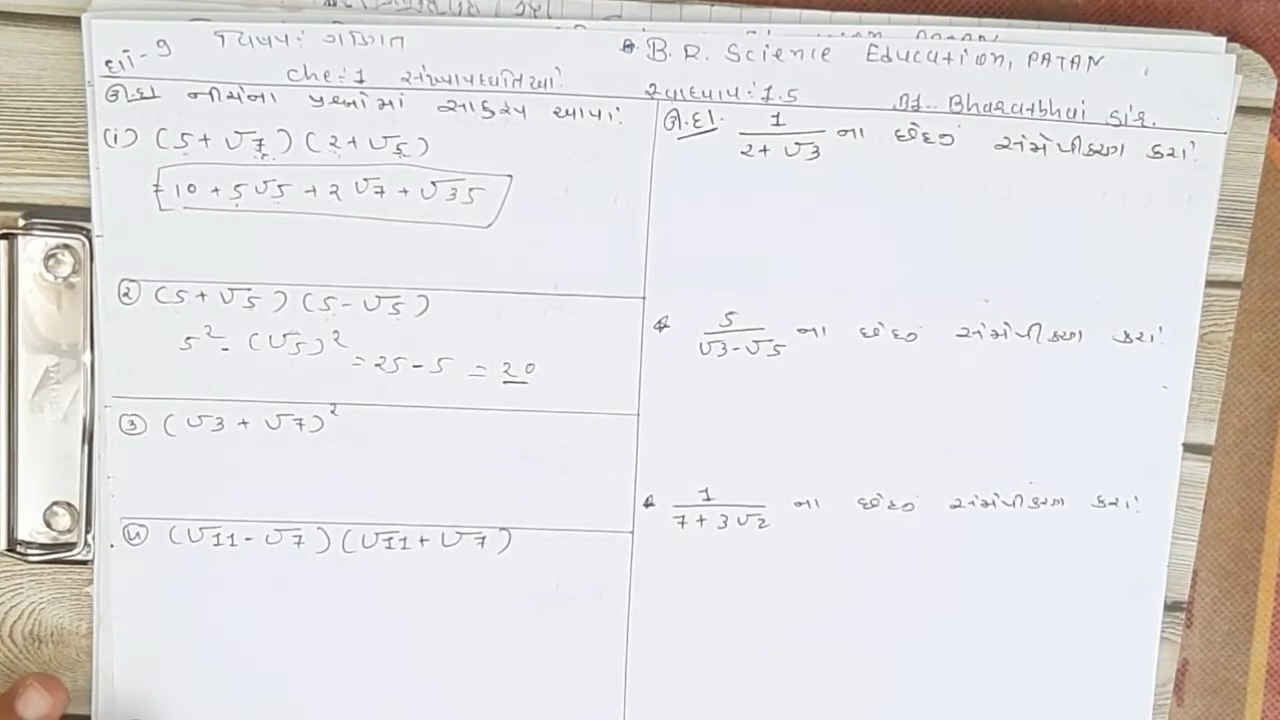 ધો-9 વિષય: ગણિત
B.R. Science Education, PATAN
Che:1 સંખ્યાપદ્ધતિઓ
સ્વાધ્યાય: 1.5 By. Bharatbhai સર.
ઉ.દા નીચેના પ્રશ્નોમાં સાદુરૂપ આપો:
(i) (5 + √7) (2 + √5)
= 10 + 5√5 + 2√7 + √35
② (5 + √5) (5 - √5)
5² - (√5)²
= 25 - 5 = 20
③ (√3 + √7)²
④ (√11 - √7) (√11 + √7)
ઉ.દા. 1/(2 + √3) ના છેદનું સંમેયીકરણ કરો:
5/(√3 - √5) ના છેદનું સંમેયીકરણ કરો:
1/(7 + 3√2) ના છેદનું સંમેયીકરણ કરો: